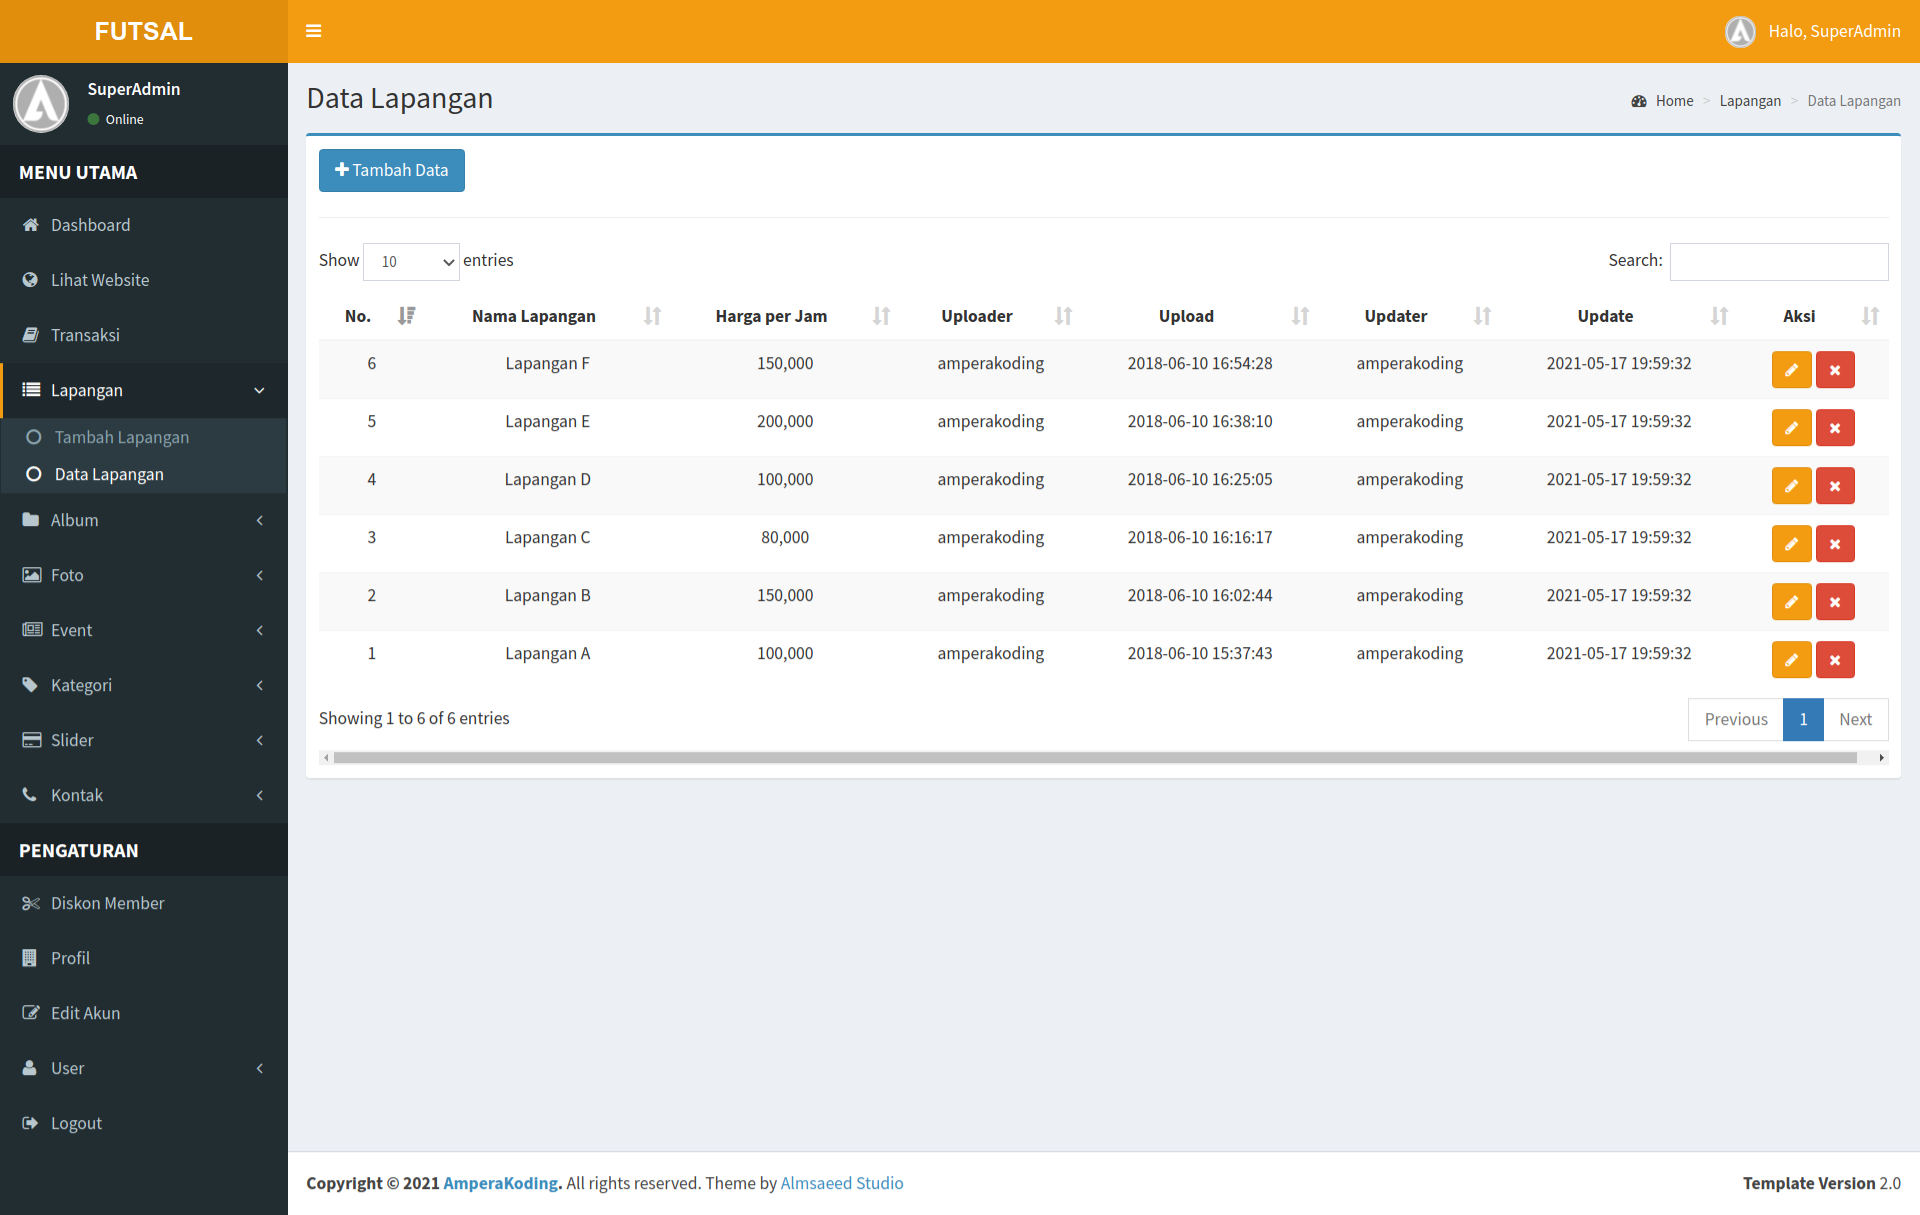 FUTSAL
Halo, SuperAdmin
SuperAdmin
Online
MENU UTAMA
Dashboard
Lihat Website
Transaksi
Lapangan
Tambah Lapangan
Data Lapangan
Album
Foto
Event
Kategori
Slider
Kontak
PENGATURAN
Diskon Member
Profil
Edit Akun
User
Logout
Data Lapangan
Home > Lapangan > Data Lapangan
Tambah Data
Show 10 entries
Search:
No. Nama Lapangan Harga per Jam Uploader Upload Updater Update Aksi
6 Lapangan F 150,000 amperakoding 2018-06-10 16:54:28 amperakoding 2021-05-17 19:59:32
5 Lapangan E 200,000 amperakoding 2018-06-10 16:38:10 amperakoding 2021-05-17 19:59:32
4 Lapangan D 100,000 amperakoding 2018-06-10 16:25:05 amperakoding 2021-05-17 19:59:32
3 Lapangan C 80,000 amperakoding 2018-06-10 16:16:17 amperakoding 2021-05-17 19:59:32
2 Lapangan B 150,000 amperakoding 2018-06-10 16:02:44 amperakoding 2021-05-17 19:59:32
1 Lapangan A 100,000 amperakoding 2018-06-10 15:37:43 amperakoding 2021-05-17 19:59:32
Showing 1 to 6 of 6 entries
Previous 1 Next
Copyright © 2021 AmperaKoding. All rights reserved. Theme by Almsaeed Studio
Template Version 2.0